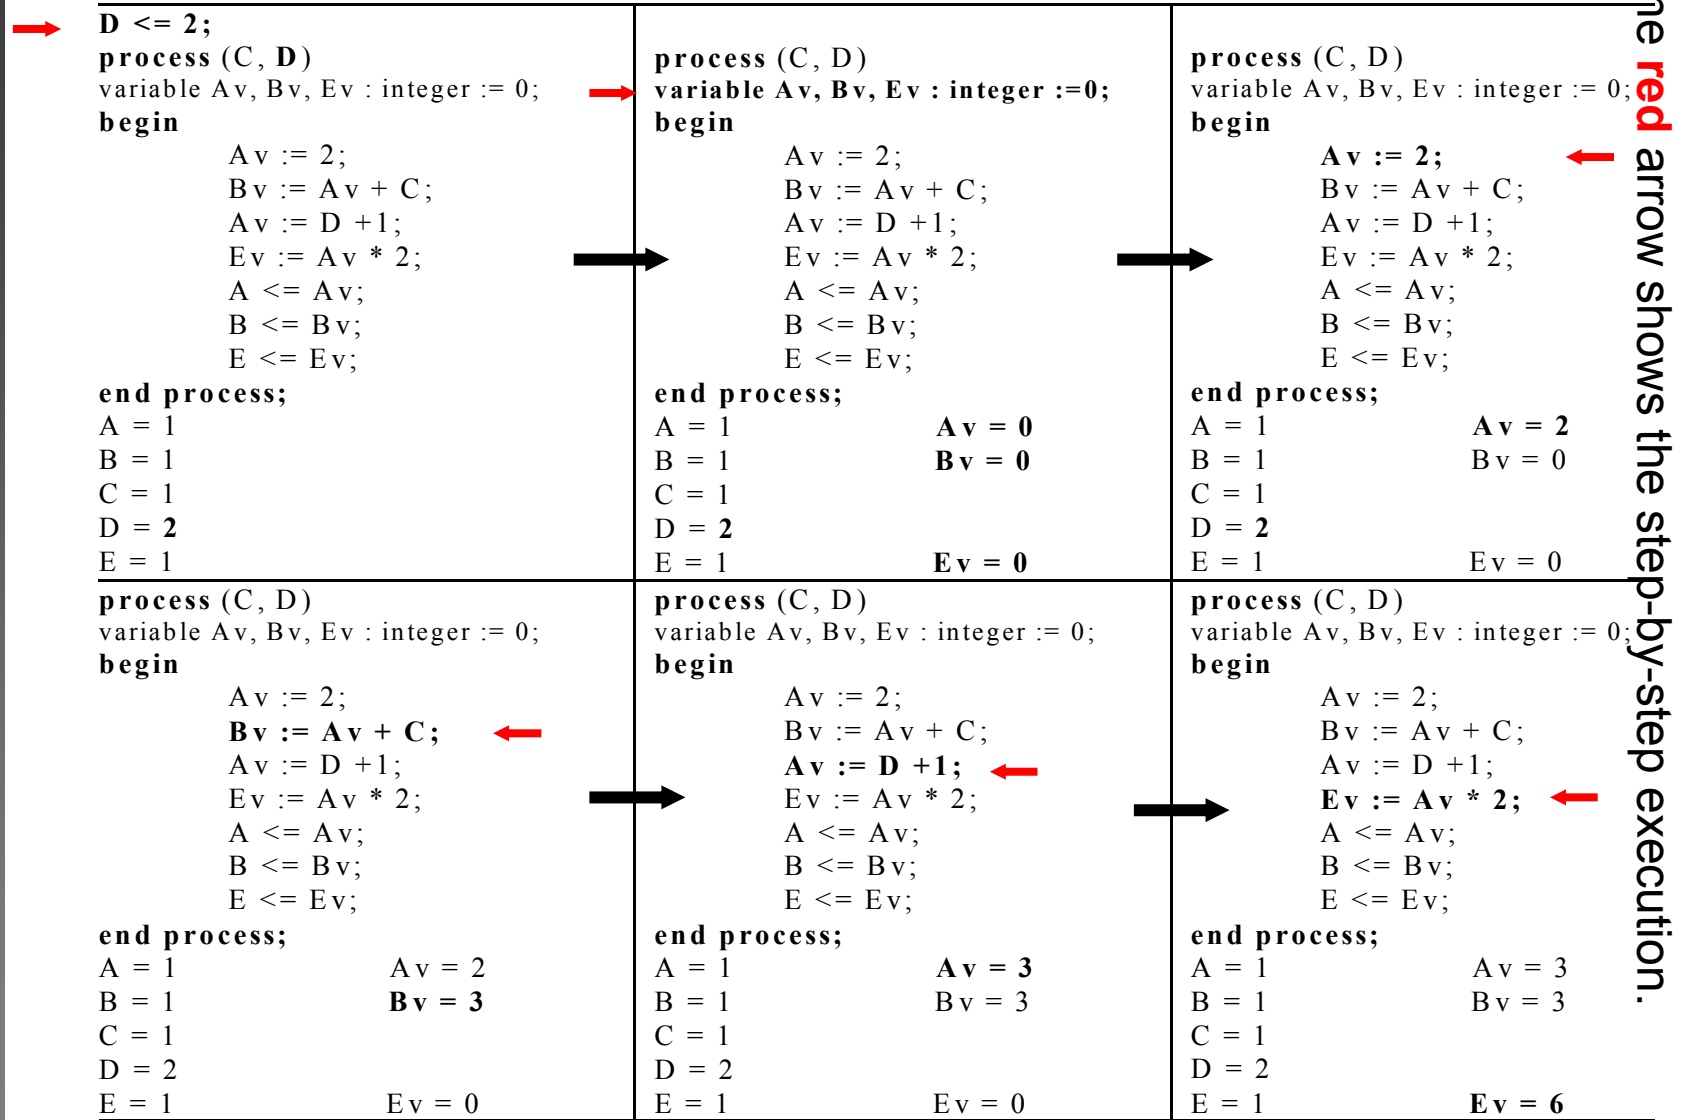 D <= 2;
process (C, D)
variable Av, Bv, Ev : integer := 0;
begin
Av := 2;
Bv := Av + C;
Av := D +1;
Ev := Av * 2;
A <= Av;
B <= Bv;
E <= Ev;
end process;
A = 1
B = 1
C = 1
D = 2
E = 1
process (C, D)
variable Av, Bv, Ev : integer :=0;
begin
Av := 2;
Bv := Av + C;
Av := D +1;
Ev := Av * 2;
A <= Av;
B <= Bv;
E <= Ev;
end process;
A = 1 Av = 0
B = 1 Bv = 0
C = 1
D = 2
E = 1 Ev = 0
process (C, D)
variable Av, Bv, Ev : integer := 0;
begin
Av := 2;
Bv := Av + C;
Av := D +1;
Ev := Av * 2;
A <= Av;
B <= Bv;
E <= Ev;
end process;
A = 1 Av = 2
B = 1 Bv = 0
C = 1
D = 2
E = 1 Ev = 0
process (C, D)
variable Av, Bv, Ev : integer := 0;
begin
Av := 2;
Bv := Av + C;
Av := D +1;
Ev := Av * 2;
A <= Av;
B <= Bv;
E <= Ev;
end process;
A = 1 Av = 2
B = 1 Bv = 3
C = 1
D = 2
E = 1 Ev = 0
process (C, D)
variable Av, Bv, Ev : integer := 0;
begin
Av := 2;
Bv := Av + C;
Av := D +1;
Ev := Av * 2;
A <= Av;
B <= Bv;
E <= Ev;
end process;
A = 1 Av = 3
B = 1 Bv = 3
C = 1
D = 2
E = 1 Ev = 0
process (C, D)
variable Av, Bv, Ev : integer := 0;
begin
Av := 2;
Bv := Av + C;
Av := D +1;
Ev := Av * 2;
A <= Av;
B <= Bv;
E <= Ev;
end process;
A = 1 Av = 3
B = 1 Bv = 3
C = 1
D = 2
E = 1 Ev = 6
red arrow shows the step-by-step execution.